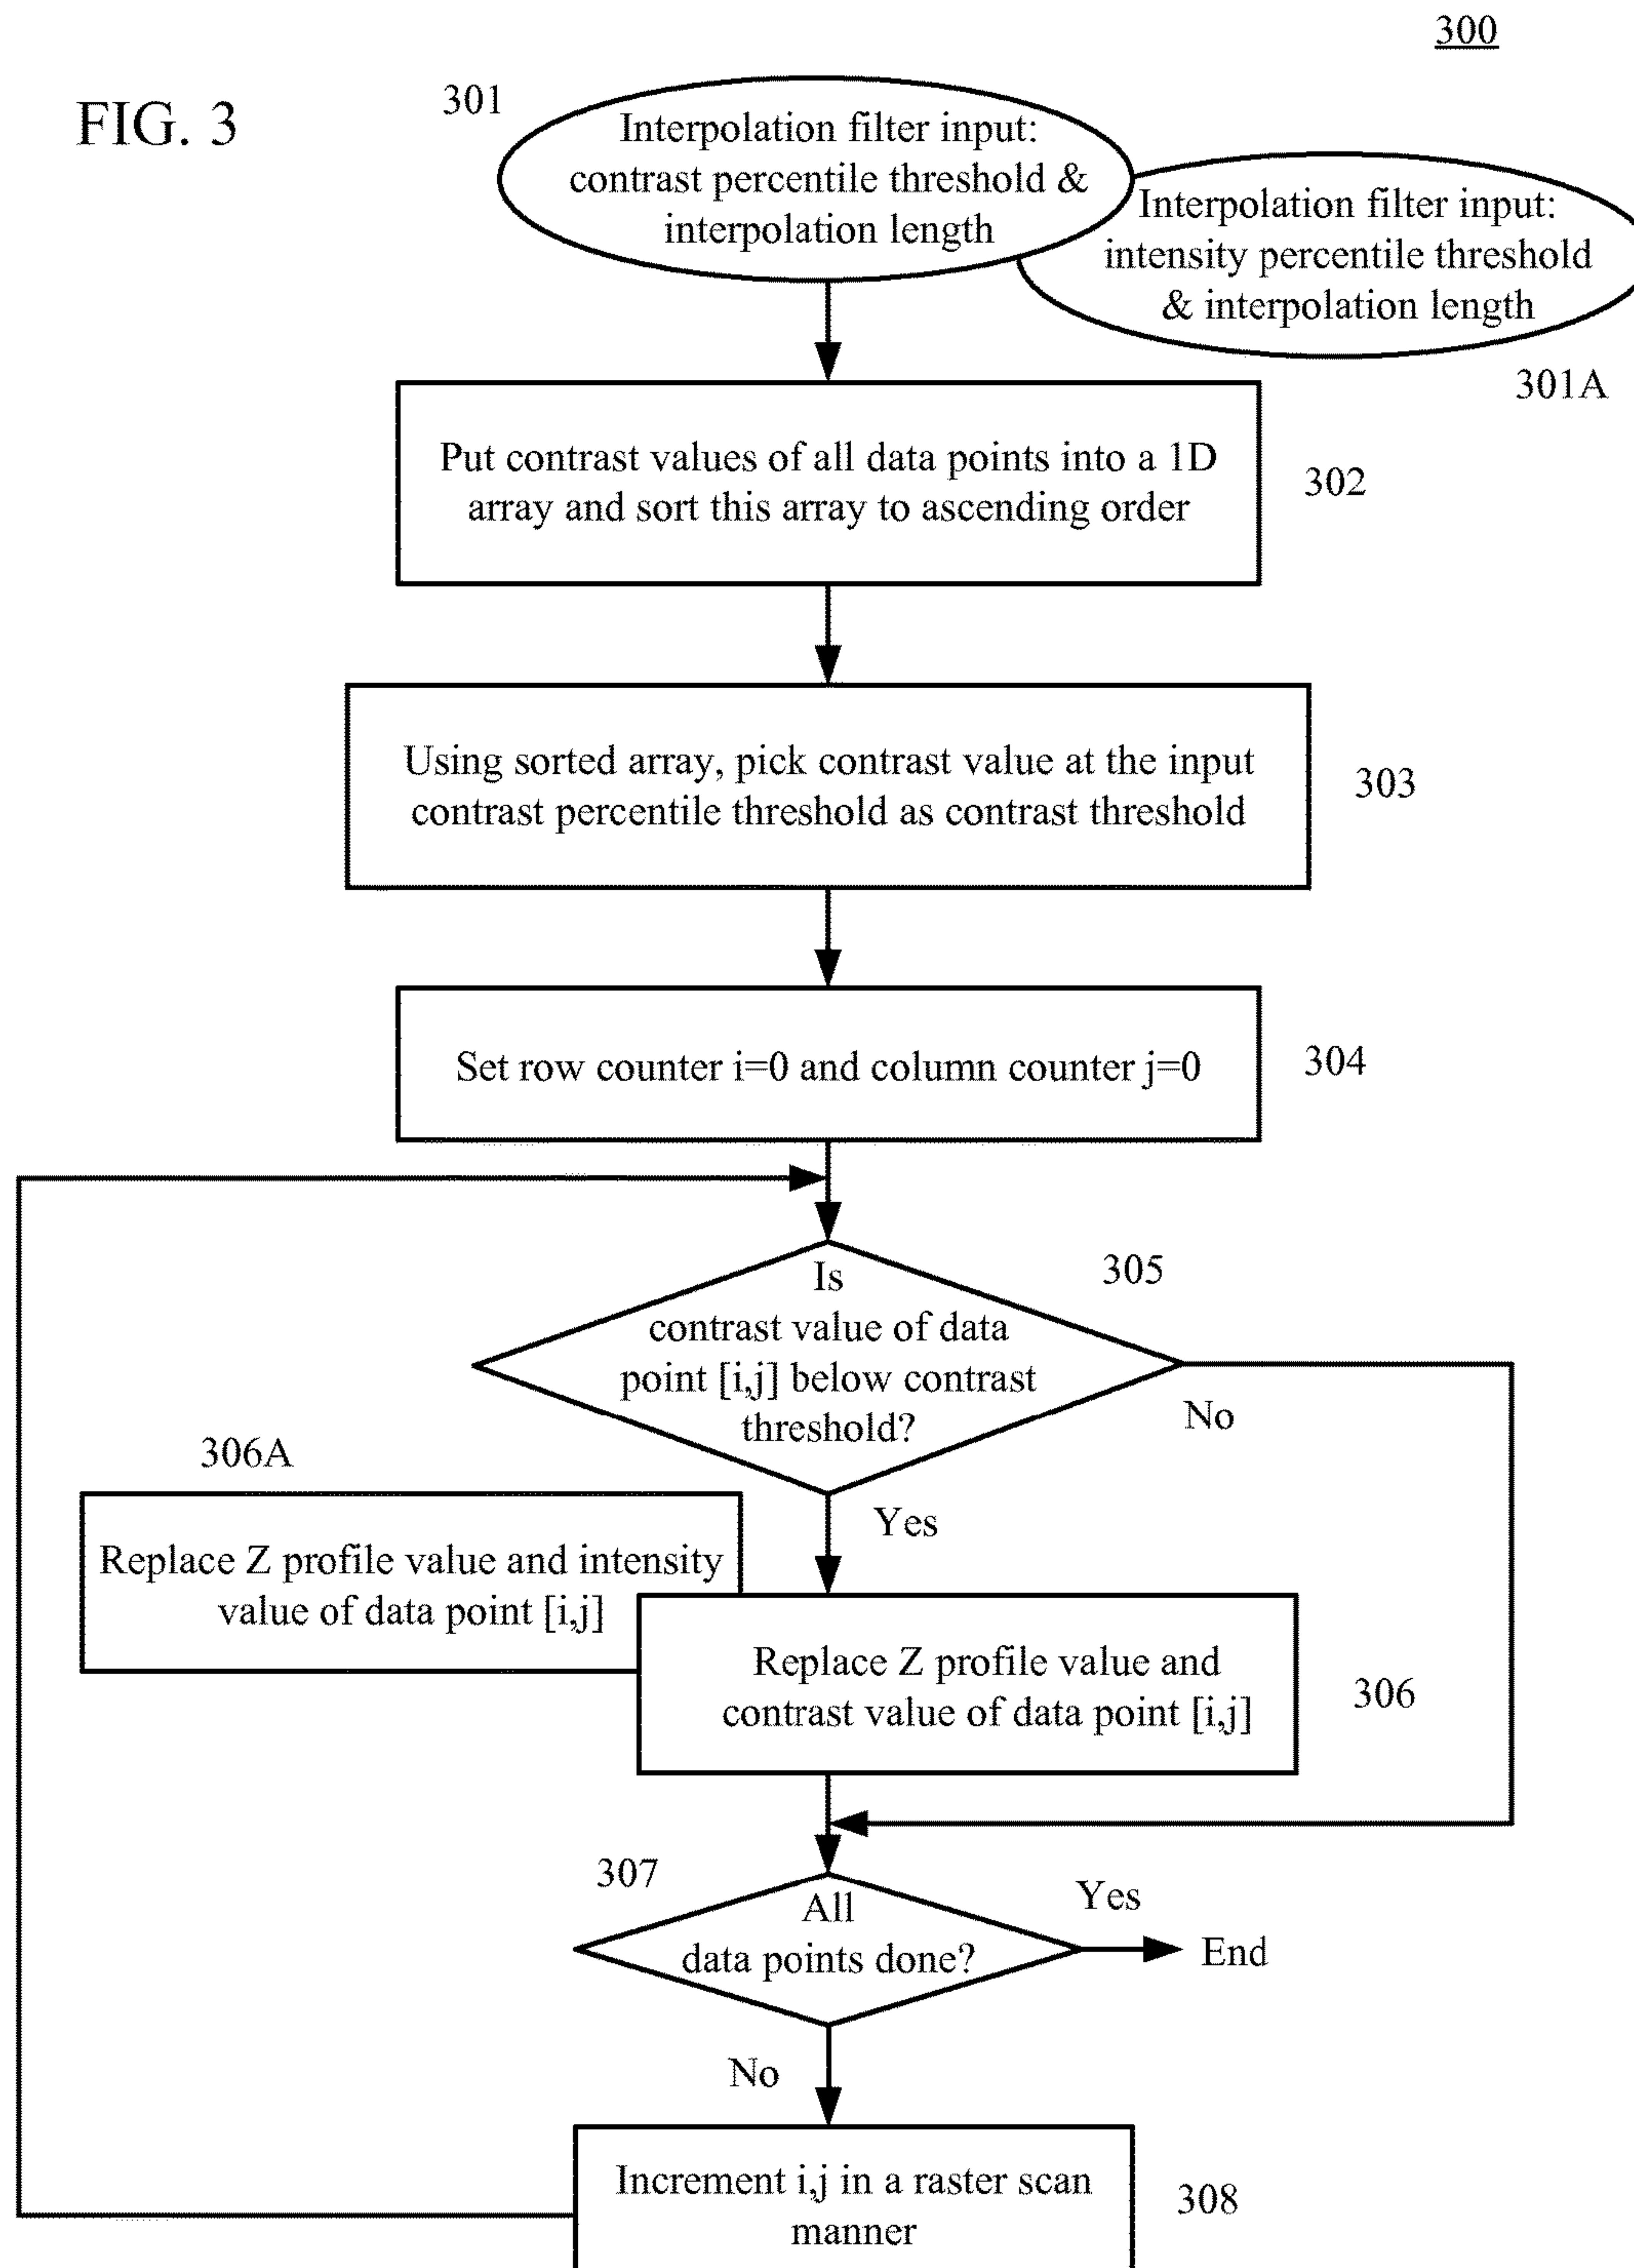 300
FIG. 3
301
Interpolation filter input:
contrast percentile threshold &
interpolation length
Interpolation filter input:
intensity percentile threshold
& interpolation length
301A
Put contrast values of all data points into a 1D
array and sort this array to ascending order
302
Using sorted array, pick contrast value at the input
contrast percentile threshold as contrast threshold
303
Set row counter i=0 and column counter j=0
304
Is
contrast value of data
point [i,j] below contrast
threshold?
305
No
Yes
306A
Replace Z profile value and intensity
value of data point [i,j]
Replace Z profile value and
contrast value of data point [i,j]
306
307
All
data points done?
Yes
End
No
Increment i,j in a raster scan
manner
308